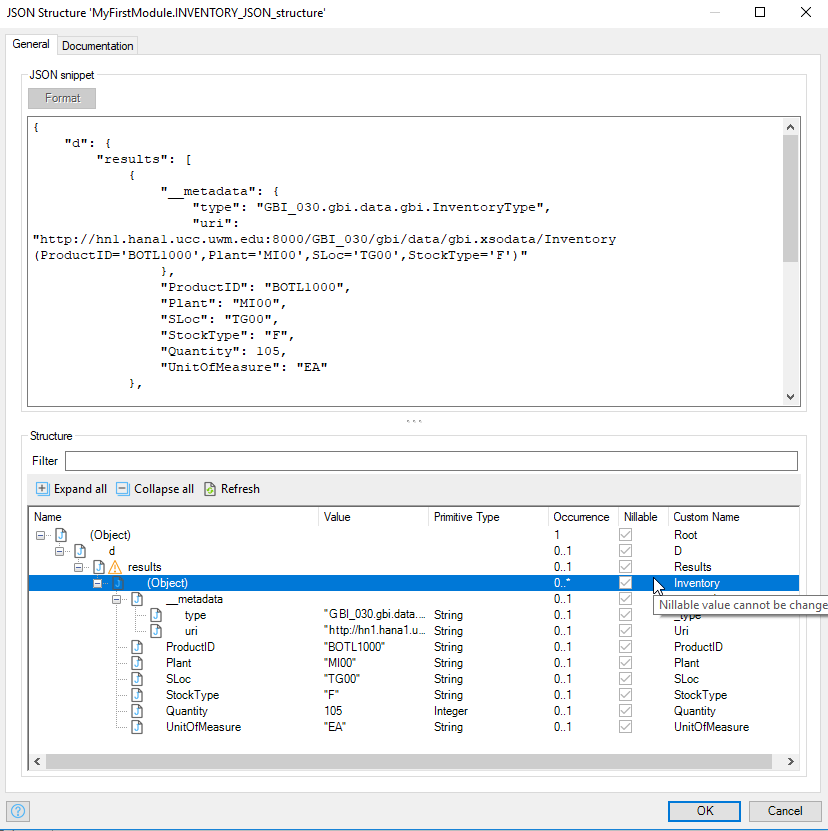 JSON Structure 'MyFirstModule.INVENTORY_JSON_structure'
General Documentation
JSON snippet
Format
{
"d": {
"results": [
{
"__metadata": {
"type": "GBI_030.gbi.data.gbi.InventoryType",
"uri":
"http://hn1.hana1.ucc.uwm.edu:8000/GBI_030/gbi/data/gbi.xsodata/Inventory
(ProductID='BOTL1000',Plant='MI00',SLoc='TG00',StockType='F')"
},
"ProductID": "BOTL1000",
"Plant": "MI00",
"SLoc": "TG00",
"StockType": "F",
"Quantity": 105,
"UnitOfMeasure": "EA"
},
Structure
Filter
Expand all Collapse all Refresh
Name Value Primitive Type Occurrence Nillable Custom Name
(Object) 1 Root
d 0..1 D
results 0..1 Results
(Object) 0..* Inventory
__metadata 0..1
Nillable value cannot be change
type "GBI_030.gbi.data.... String 0..1 _type
uri "http://hn1.hana1.u... String 0..1 Uri
ProductID "BOTL1000" String 0..1 ProductID
Plant "MI00" String 0..1 Plant
SLoc "TG00" String 0..1 SLoc
StockType "F" String 0..1 StockType
Quantity 105 Integer 0..1 Quantity
UnitOfMeasure "EA" String 0..1 UnitOfMeasure
OK Cancel